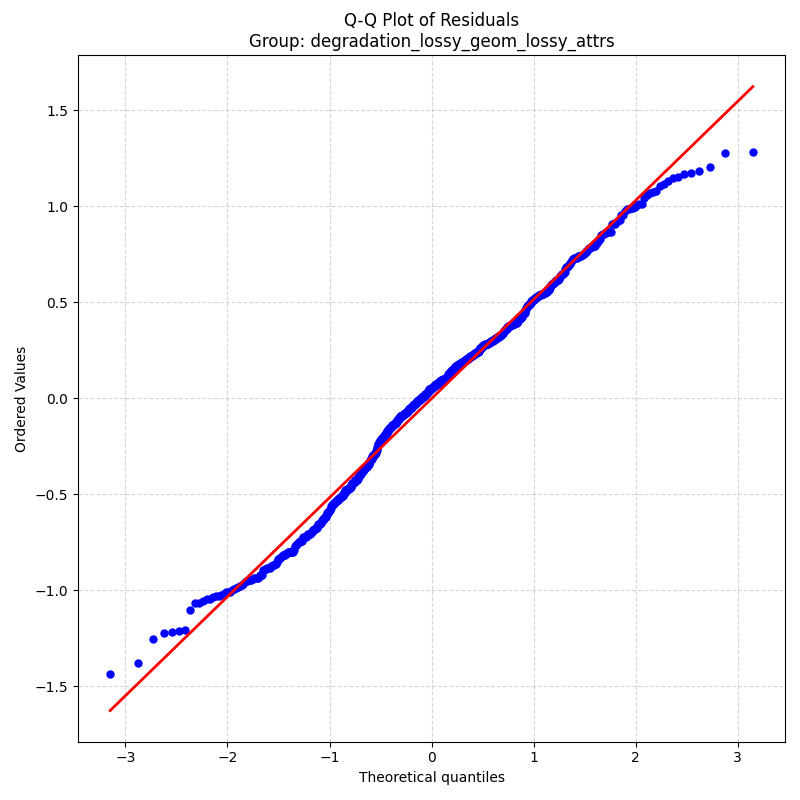 Q-Q Plot of Residuals
Group: degradation_lossy_geom_lossy_attrs
Ordered Values
1.5
1.0
0.5
0.0
−0.5
−1.0
−1.5
−3 −2 −1 0 1 2 3
Theoretical quantiles